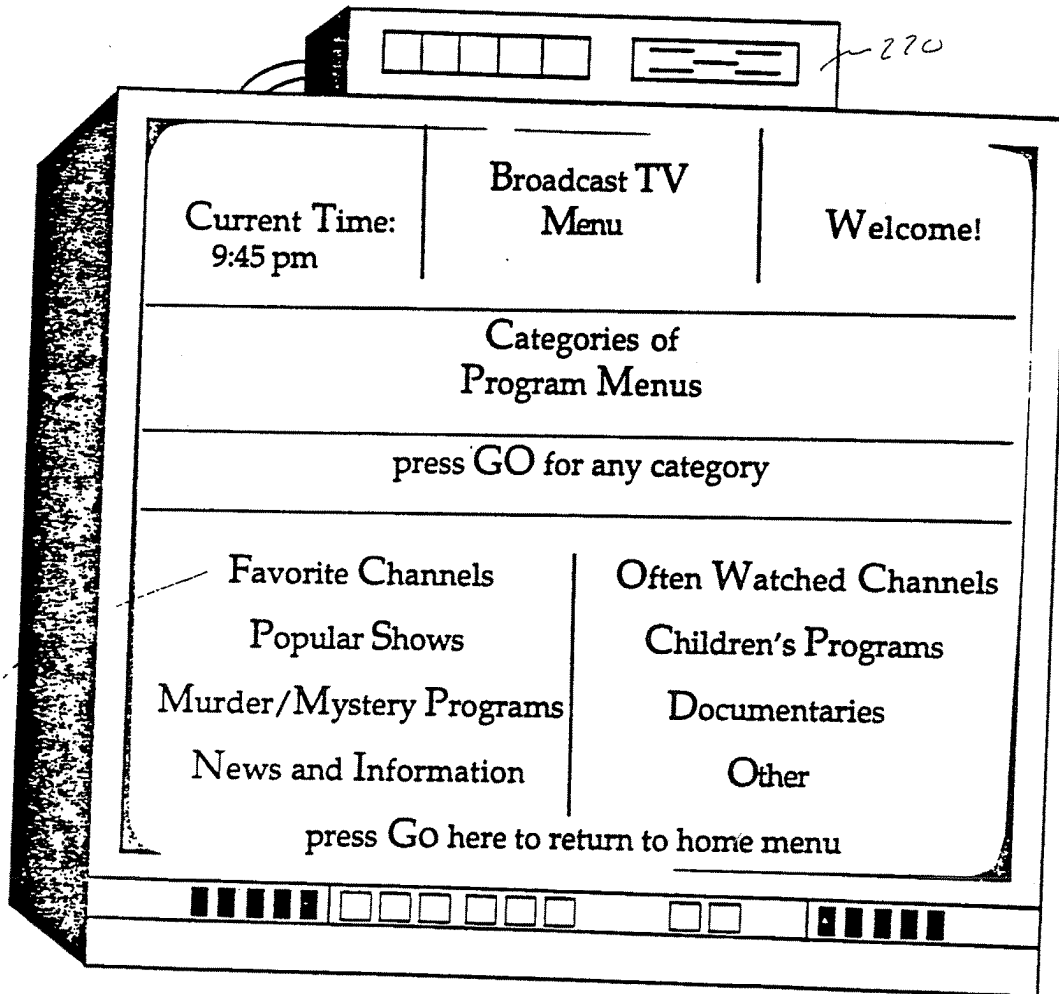 220
Current Time:
9:45 pm
Broadcast TV
Menu
Welcome!
Categories of
Program Menus
press GO for any category
Favorite Channels
Popular Shows
Murder/Mystery Programs
News and Information
Often Watched Channels
Children's Programs
Documentaries
Other
press GO here to return to home menu